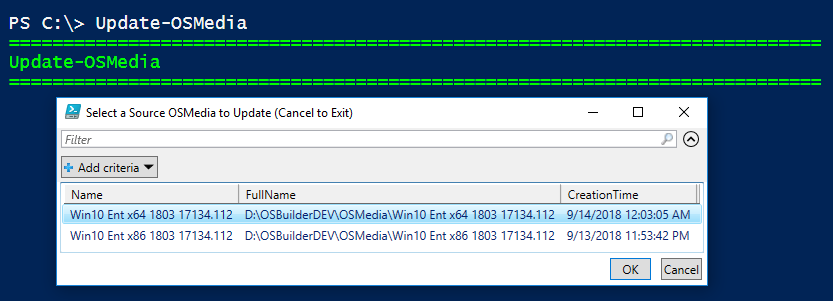 PS C:\> Update-OSMedia
=========================================================================
Update-OSMedia
=========================================================================
Select a Source OSMedia to Update (Cancel to Exit)
Filter
Add criteria
Name FullName CreationTime
Win10 Ent x64 1803 17134.112 D:\OSBuilderDEV\OSMedia\Win10 Ent x64 1803 17134.112 9/14/2018 12:03:05 AM
Win10 Ent x86 1803 17134.112 D:\OSBuilderDEV\OSMedia\Win10 Ent x86 1803 17134.112 9/13/2018 11:53:42 PM
OK Cancel